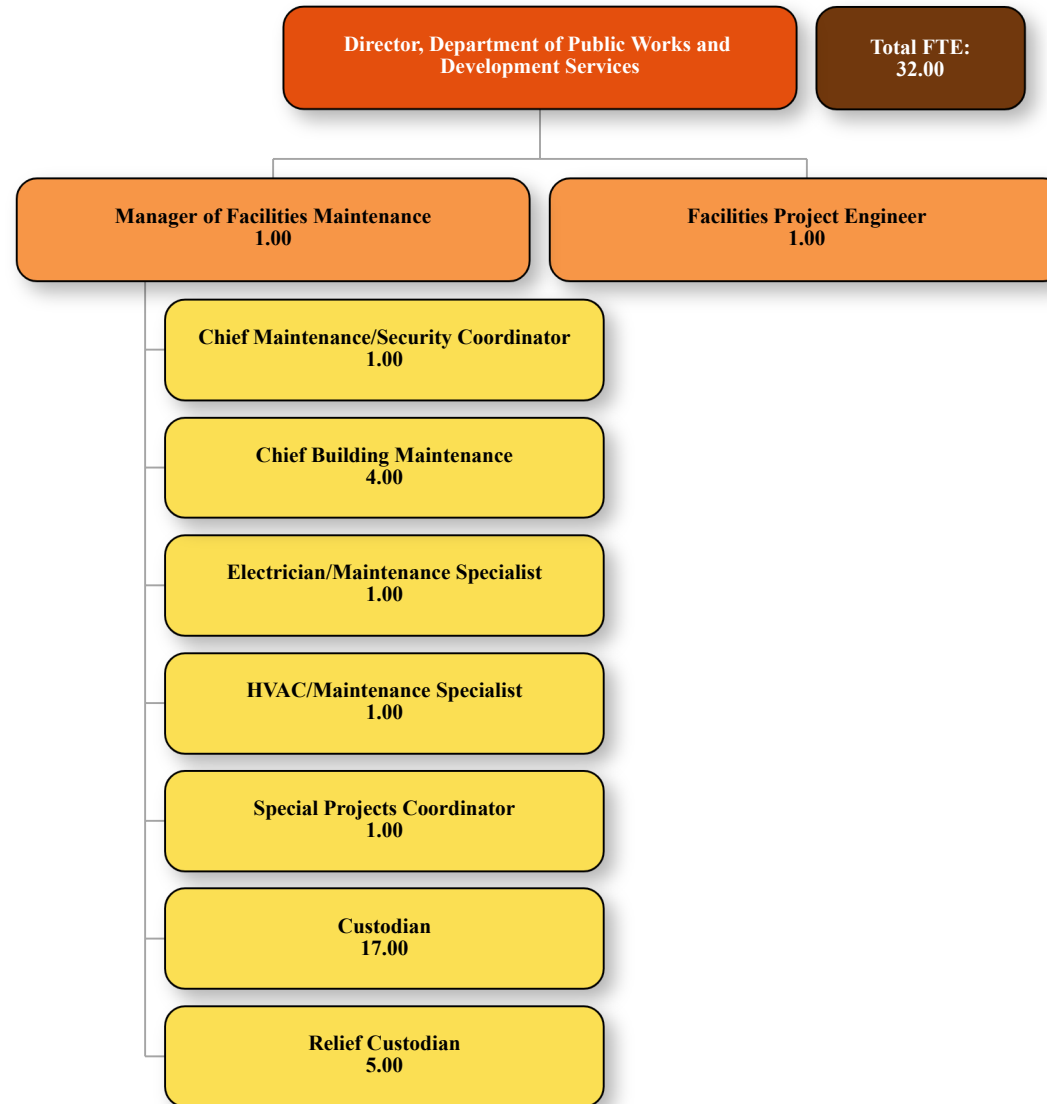 Director, Department of Public Works and
Development Services
Total FTE:
32.00
Manager of Facilities Maintenance
1.00
Facilities Project Engineer
1.00
Chief Maintenance/Security Coordinator
1.00
Chief Building Maintenance
4.00
Electrician/Maintenance Specialist
1.00
HVAC/Maintenance Specialist
1.00
Special Projects Coordinator
1.00
Custodian
17.00
Relief Custodian
5.00